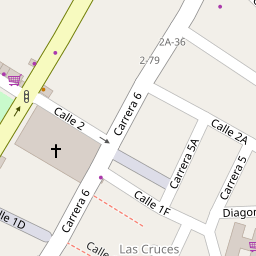 2A-36
2-79
Carrera 6
Calle 2
Calle 2A
Carrera 5A
Carrera 5
Carrera 6
Calle 1F
Diagon
Calle 1D
Calle
Las Cruces